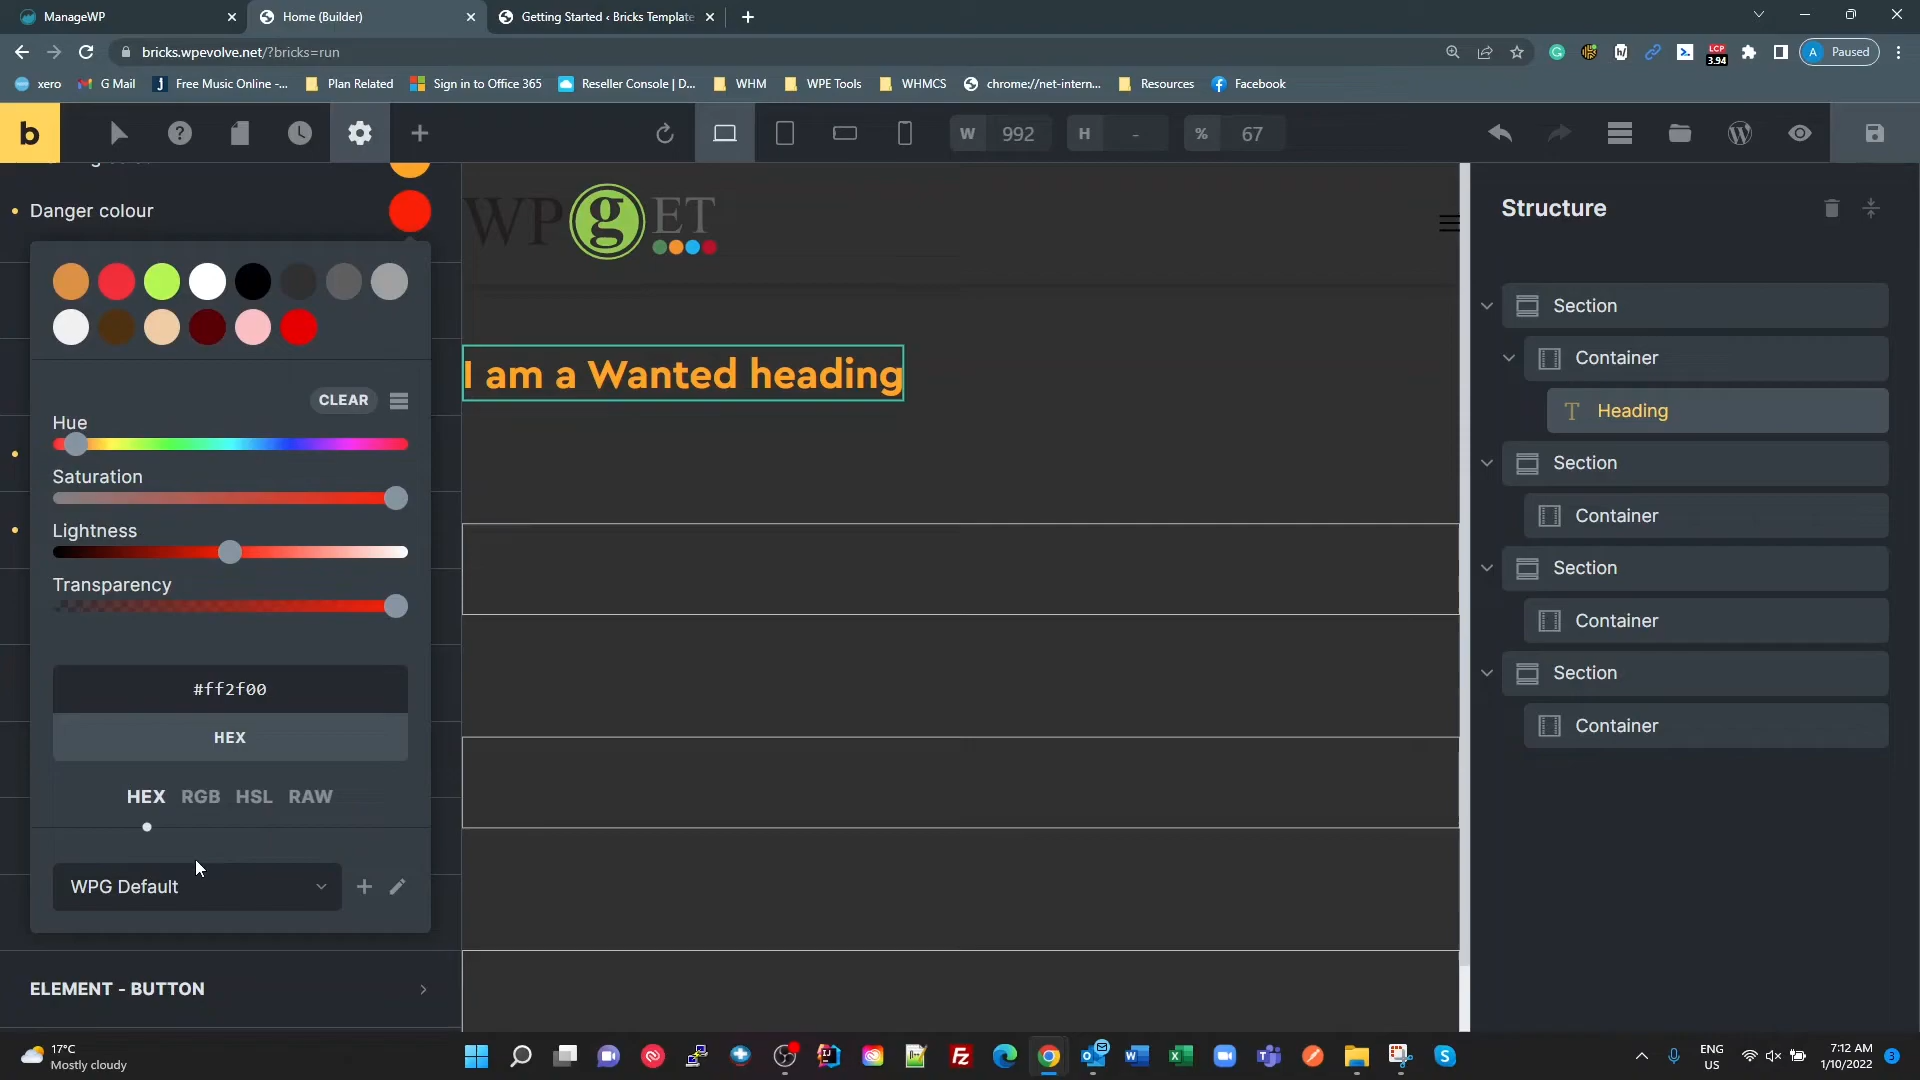 ManageWP
Home (Builder)
Getting Started ‹ Bricks Template
bricks.wpevolve.net/?bricks=run
LCP
3.94
A Paused
xero
G Mail
Free Music Online -...
Plan Related
Sign in to Office 365
Reseller Console | D...
WHM
WPE Tools
WHMCS
chrome://net-intern...
Resources
Facebook
b
W 992
H -
% 67
Danger colour
CLEAR
Hue
Saturation
Lightness
Transparency
#ff2f00
HEX
HEX RGB HSL RAW
WPG Default
ELEMENT - BUTTON
WP g ET
I am a Wanted heading
Structure
Section
Container
Heading
Section
Container
Section
Container
Section
Container
17°C
Mostly cloudy
ENG
US
7:12 AM
1/10/2022
3